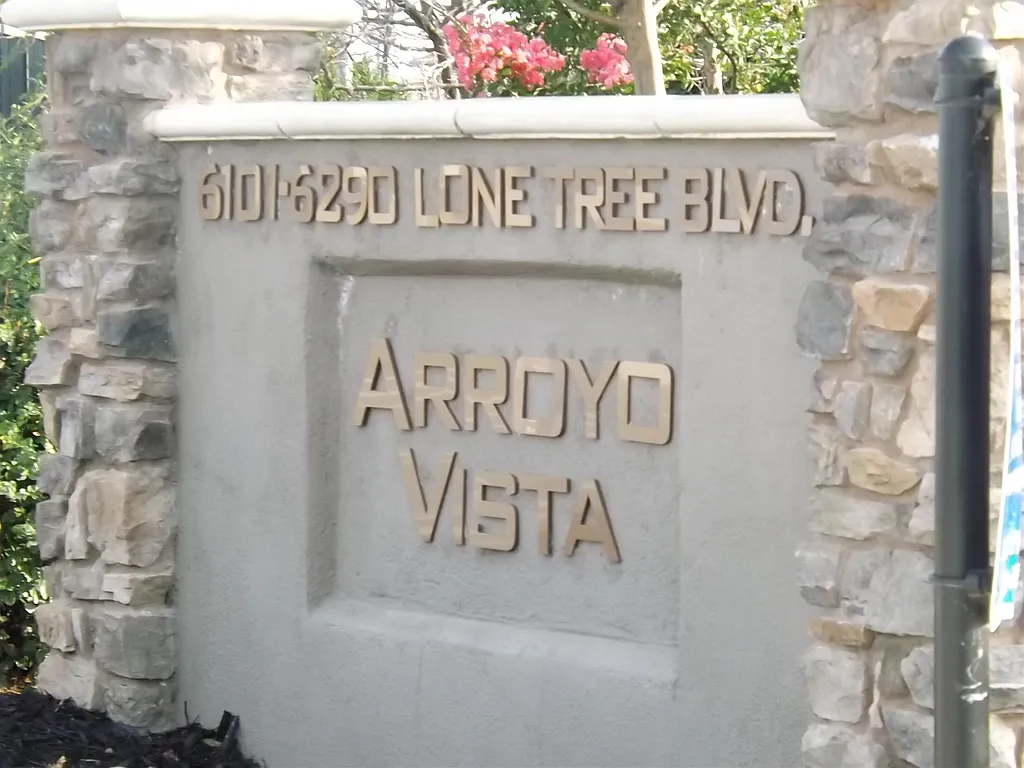 6101-6290 LONE TREE BLVD.
ARROYO
VISTA